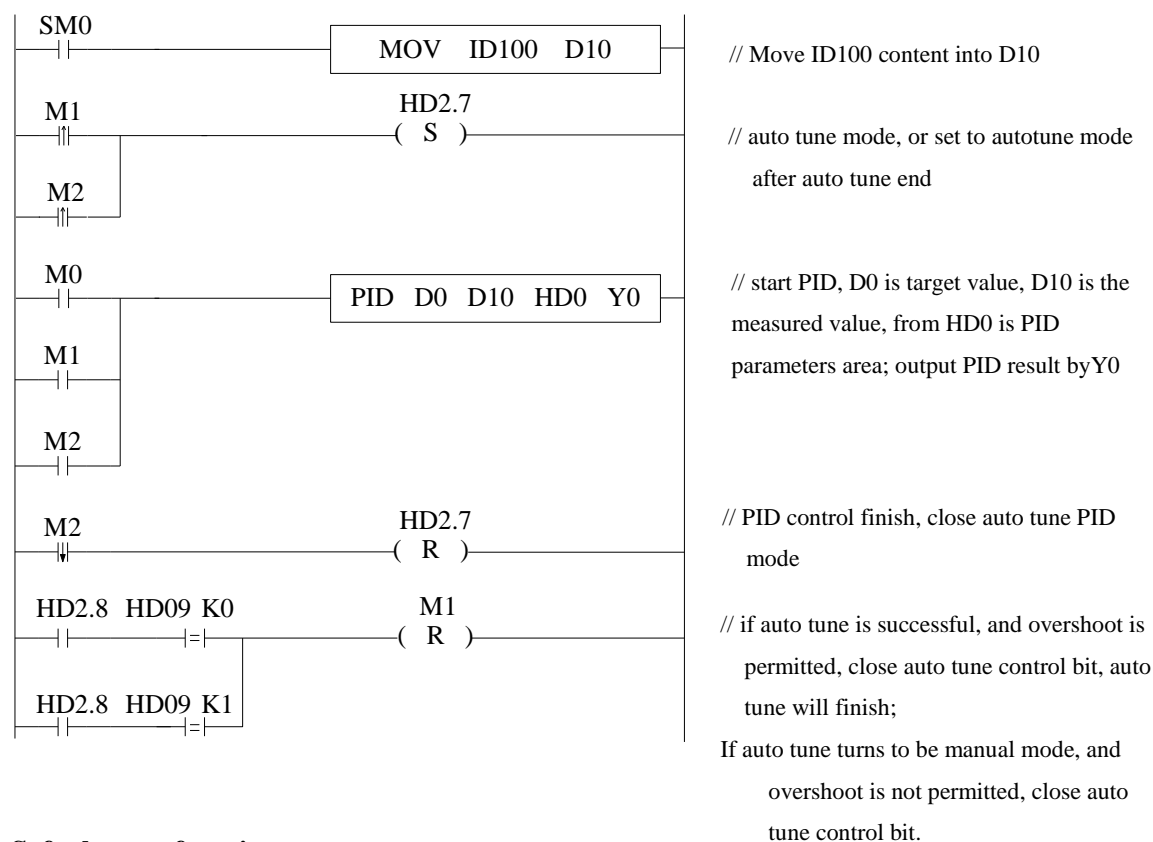 SM0
MOV ID100 D10
// Move ID100 content into D10
M1
HD2.7
( S )
M2
// auto tune mode, or set to autotune mode
after auto tune end
M0
PID D0 D10 HD0 Y0
M1
M2
// start PID, D0 is target value, D10 is the
measured value, from HD0 is PID
parameters area; output PID result byY0
M2
HD2.7
( R )
// PID control finish, close auto tune PID
mode
HD2.8 HD09 K0
=
M1
( R )
HD2.8 HD09 K1
=
// if auto tune is successful, and overshoot is
permitted, close auto tune control bit, auto
tune will finish;
If auto tune turns to be manual mode, and
overshoot is not permitted, close auto
tune control bit.